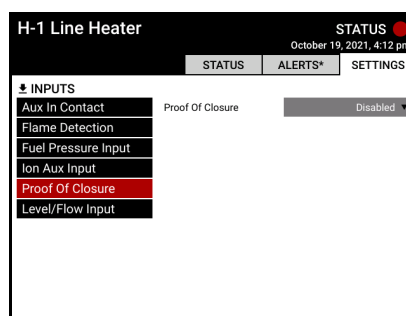 H-1 Line Heater
STATUS
October 19, 2021, 4:12 pm
STATUS
ALERTS*
SETTINGS
INPUTS
Aux In Contact
Proof Of Closure
Disabled
Flame Detection
Fuel Pressure Input
Ion Aux Input
Proof Of Closure
Level/Flow Input